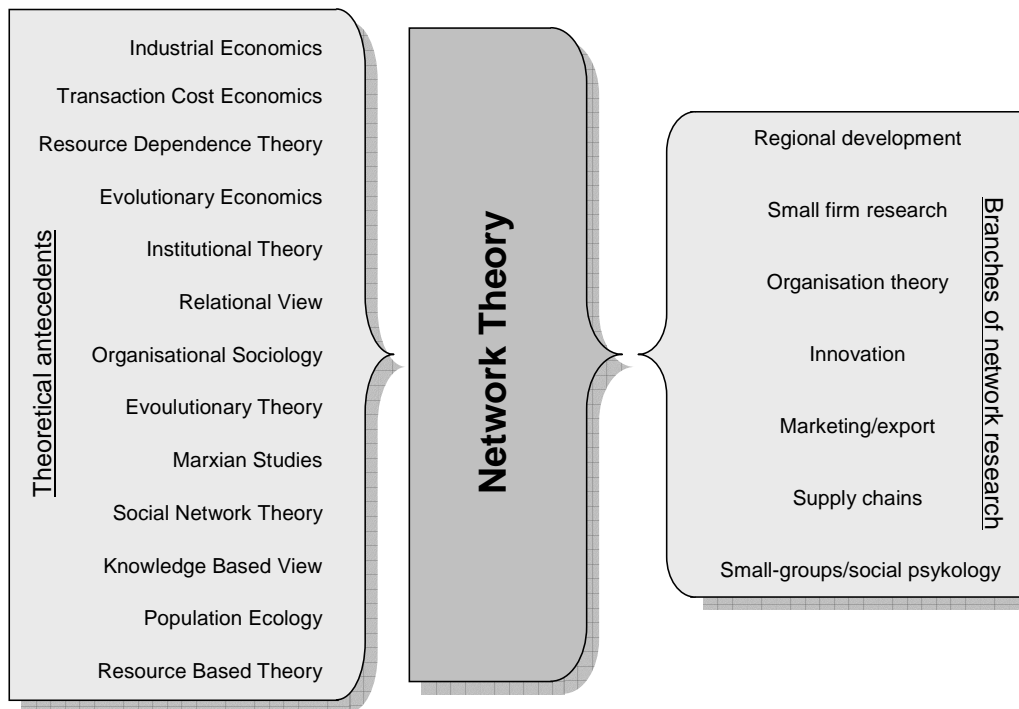 Theoretical antecedents
Industrial Economics
Transaction Cost Economics
Resource Dependence Theory
Evolutionary Economics
Institutional Theory
Relational View
Organisational Sociology
Evoulutionary Theory
Marxian Studies
Social Network Theory
Knowledge Based View
Population Ecology
Resource Based Theory
Network Theory
Regional development
Small firm research
Organisation theory
Innovation
Marketing/export
Supply chains
Small-groups/social psykology
Branches of network research